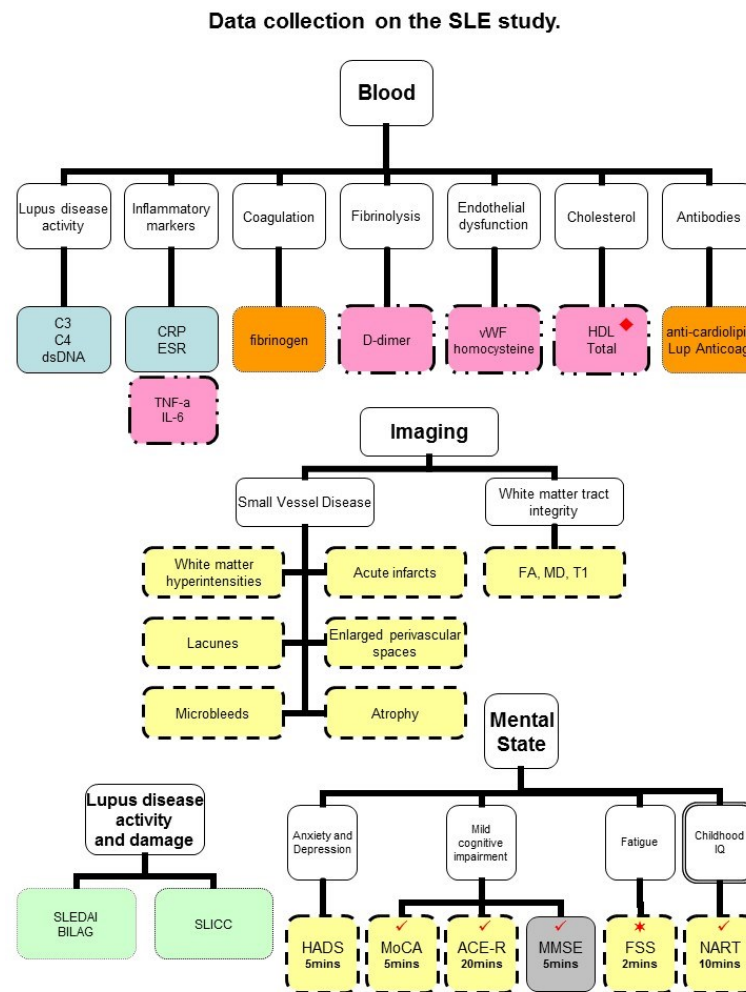 Data collection on the SLE study.
Blood
Lupus disease
activity
Inflammatory
markers
Coagulation
Fibrinolysis
Endothelial
dysfunction
Cholesterol
Antibodies
C3
C4
dsDNA
CRP
ESR
fibrinogen
D-dimer
vWF
homocysteine
HDL
Total
anti-cardiolipi
Lup Anticoag
TNF-a
IL-6
Imaging
Small Vessel Disease
White matter tract
integrity
White matter
hyperintensities
Acute infarcts
FA, MD, T1
Lacunes
Enlarged perivascular
spaces
Microbleeds
Atrophy
Mental
State
Lupus disease
activity
and damage
Anxiety and
Depression
Mild
cognitive
impairment
Fatigue
Childhood
IQ
SLEDAI
BILAG
SLICC
HADS
5mins
MoCA
5mins
ACE-R
20mins
MMSE
5mins
FSS
2mins
NART
10mins